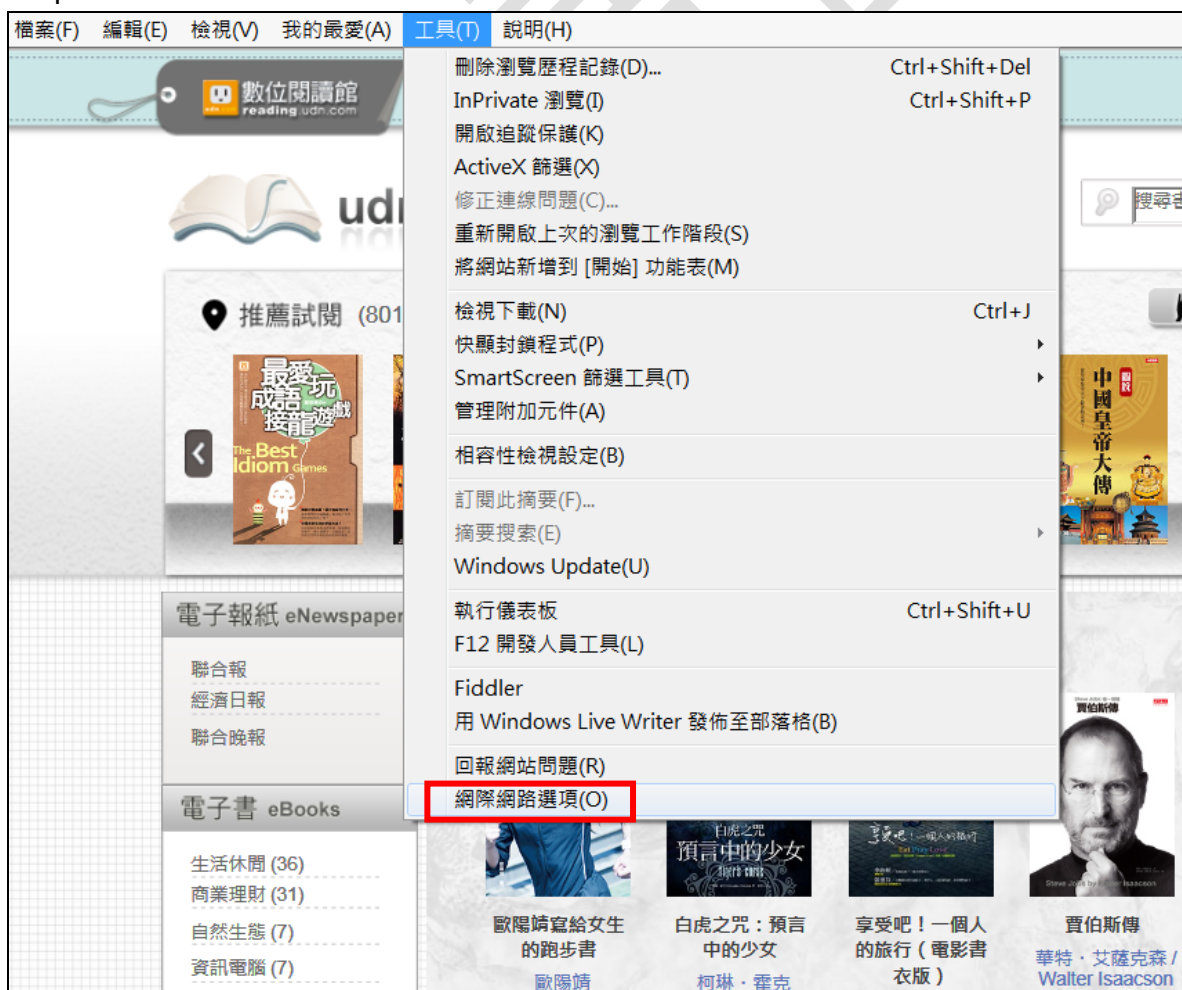 檔案(F) 編輯(E) 檢視(V) 我的最愛(A) 工具(T) 說明(H)
數位閱讀館
reading.udn.com
刪除瀏覽歷程記錄(D)... Ctrl+Shift+Del
InPrivate 瀏覽(I) Ctrl+Shift+P
開啟追蹤保護(K)
ActiveX 篩選(X)
修正連線問題(C)...
重新開啟上次的瀏覽工作階段(S)
將網站新增到 [開始] 功能表(M)
檢視下載(N) Ctrl+J
快顯封鎖程式(P)
SmartScreen 篩選工具(T)
管理附加元件(A)
相容性檢視設定(B)
訂閱此摘要(F)...
摘要搜索(E)
Windows Update(U)
執行儀表板 Ctrl+Shift+U
F12 開發人員工具(L)
Fiddler
用 Windows Live Writer 發佈至部落格(B)
回報網站問題(R)
網際網路選項(O)
搜尋
推薦試閱 (801
最愛玩
成語
接龍遊戲
The Best
Idiom Games
中國皇帝大傳
電子報紙 eNewspaper
聯合報
經濟日報
聯合晚報
電子書 eBooks
生活休閒 (36)
商業理財 (31)
自然生態 (7)
資訊電腦 (7)
白虎之咒
預言中的少女
享受吧！一個人的旅行
賈伯斯傳
歐陽靖寫給女生
的跑步書
歐陽靖
白虎之咒：預言
中的少女
柯琳．霍克
享受吧！一個人
的旅行（電影書
衣版）
賈伯斯傳
華特．艾薩克森 /
Walter Isaacson